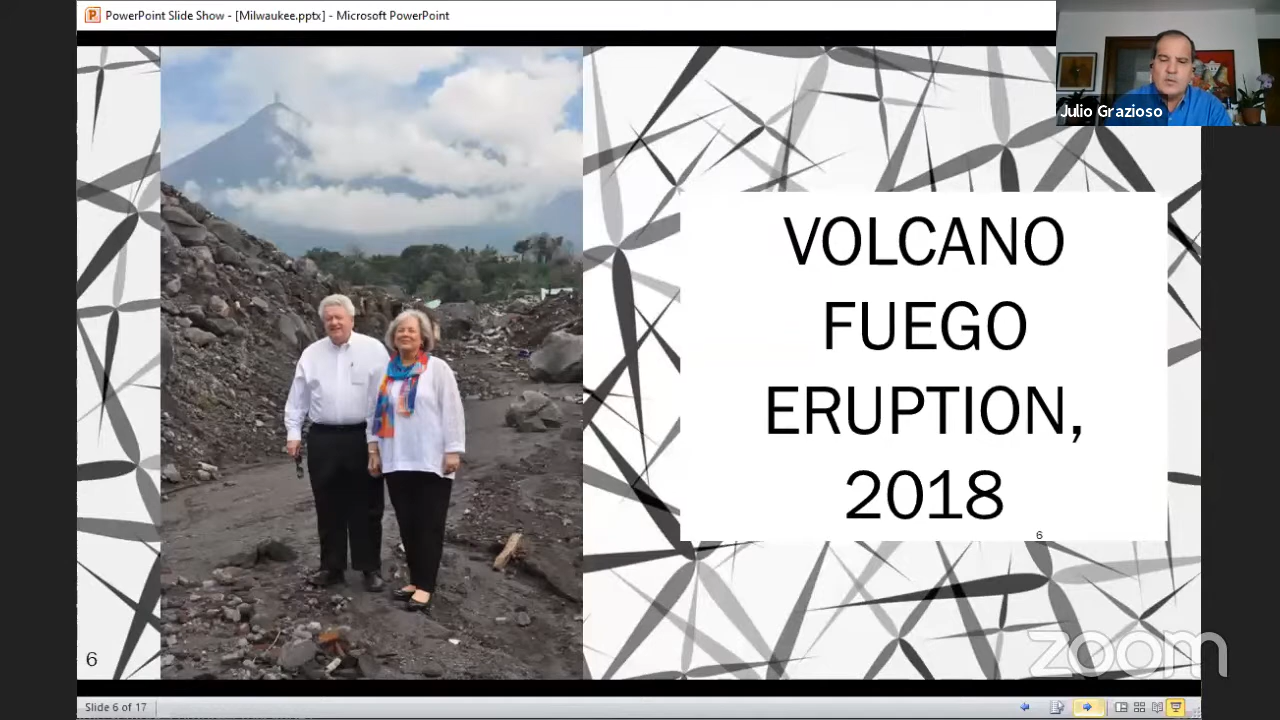 PowerPoint Slide Show - [Milwaukee.pptx] - Microsoft PowerPoint
Julio Grazioso
VOLCANO
FUEGO
ERUPTION,
2018
6
6
zoom
Slide 6 of 17